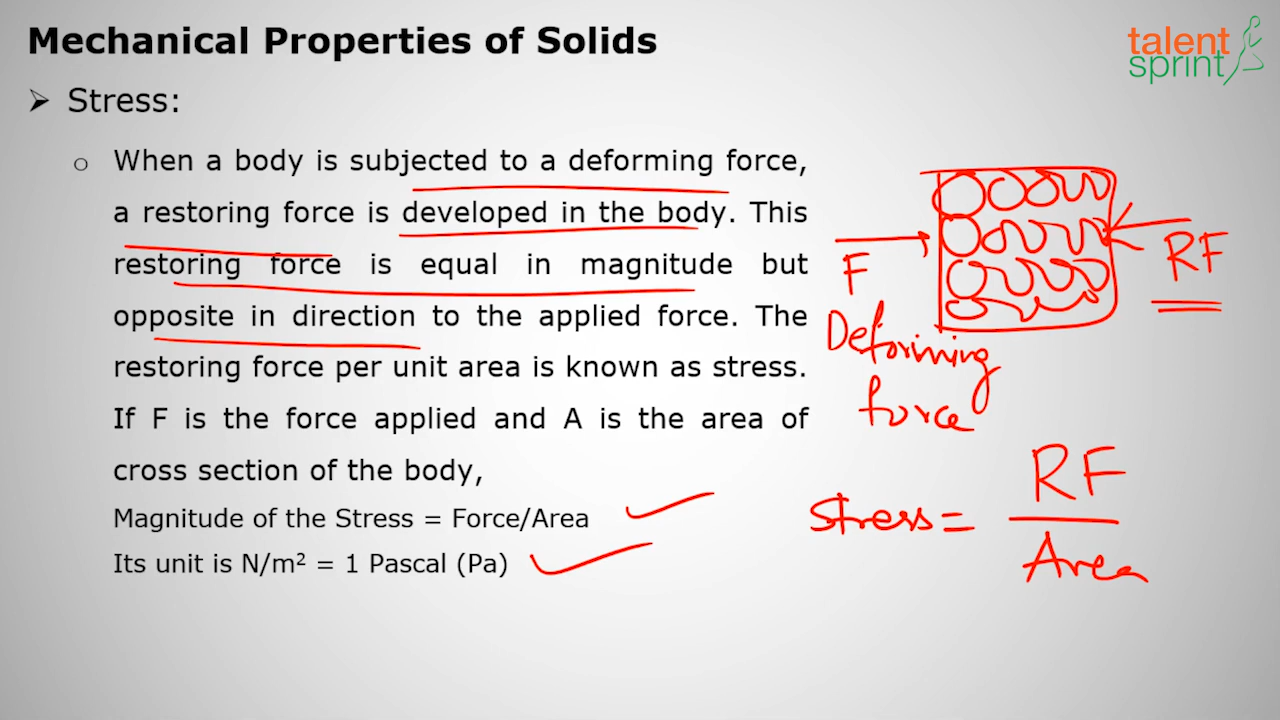 Mechanical Properties of Solids
talent
sprint
➤ Stress:
o When a body is subjected to a deforming force,
a restoring force is developed in the body. This
restoring force is equal in magnitude but
opposite in direction to the applied force. The
restoring force per unit area is known as stress.
If F is the force applied and A is the area of
cross section of the body,
Magnitude of the Stress = Force/Area
Its unit is N/m² = 1 Pascal (Pa)
F
RF
Deforming
force
Stress = RF
Area